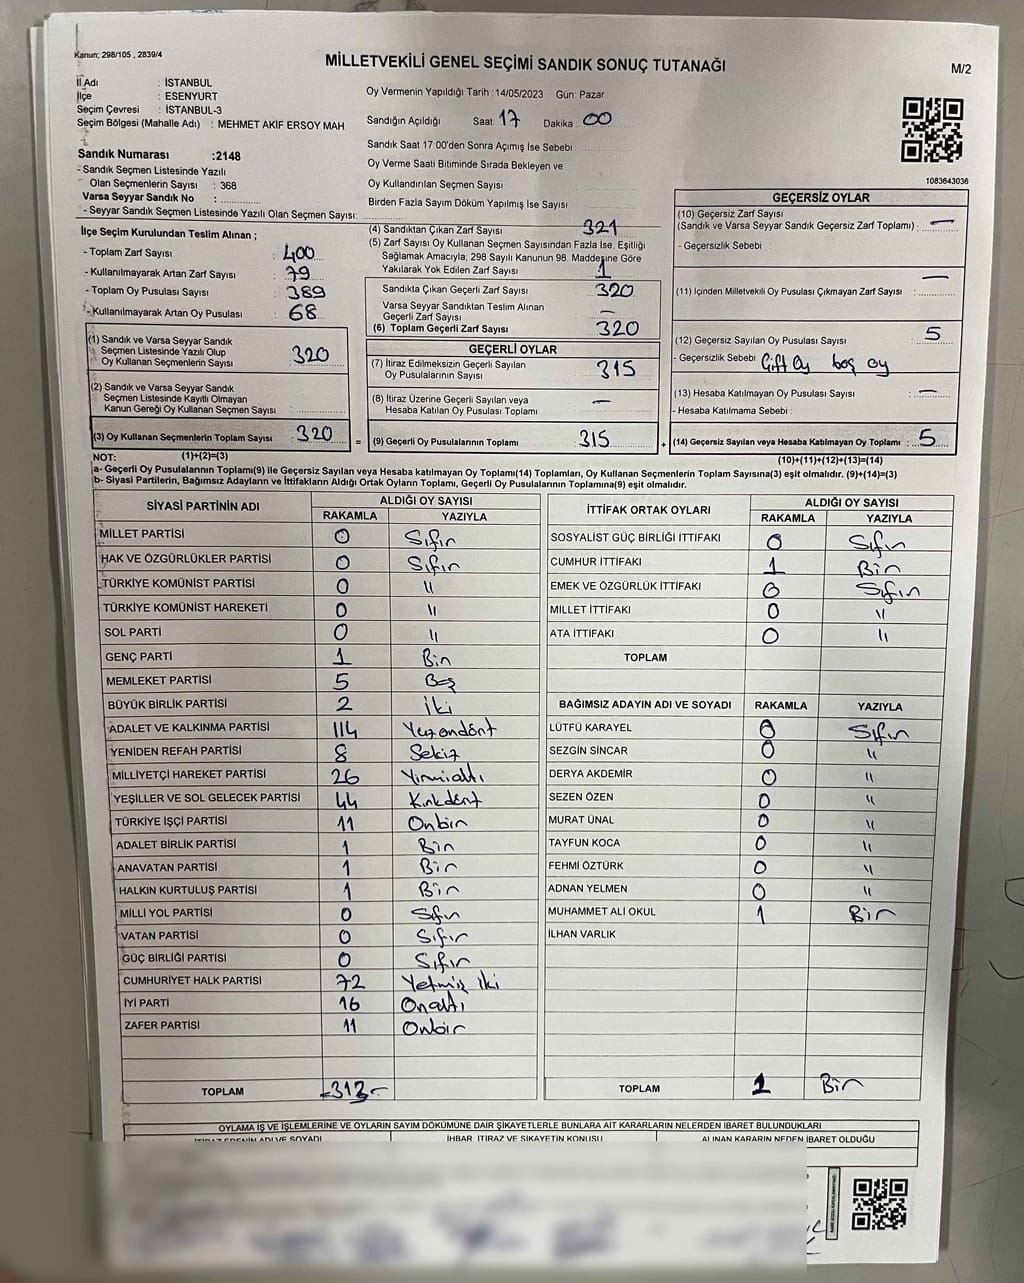 Kanun; 298/105 , 2839/4
MİLLETVEKİLİ GENEL SEÇİMİ SANDIK SONUÇ TUTANAĞI
M/2
İl Adı : İSTANBUL
İlçe : ESENYURT
Seçim Çevresi : İSTANBUL-3
Seçim Bölgesi (Mahalle Adı) : MEHMET AKİF ERSOY MAH.
Sandık Numarası :2148
- Sandık Seçmen Listesinde Yazılı
Olan Seçmenlerin Sayısı : 368
Varsa Seyyar Sandık No :
- Seyyar Sandık Seçmen Listesinde Yazılı Olan Seçmen Sayısı:
Oy Vermenin Yapıldığı Tarih :14/05/2023 Gün: Pazar
Sandığın Açıldığı Saat: 17 Dakika : 00
Sandık Saat 17:00'den Sonra Açımış İse Sebebi :
Oy Verme Saati Bitiminde Sırada Bekleyen ve
Oy Kullandırılan Seçmen Sayısı :
Birden Fazla Sayım Döküm Yapılmış İse Sayısı :
1083643036
İlçe Seçim Kurulundan Teslim Alınan ;
- Toplam Zarf Sayısı : 400
- Kullanılmayarak Artan Zarf Sayısı : 79
- Toplam Oy Pusulası Sayısı : 389
- Kullanılmayarak Artan Oy Pusulası : 68
(1) Sandık ve Varsa Seyyar Sandık
Seçmen Listesinde Yazılı Olup
Oy Kullanan Seçmenlerin Sayısı : 320
(2) Sandık ve Varsa Seyyar Sandık
Seçmen Listesinde Kayıtlı Olmayan
Kanun Gereği Oy Kullanan Seçmen Sayısı :
(3) Oy Kullanan Seçmenlerin Toplam Sayısı : 320
(4) Sandıktan Çıkan Zarf Sayısı : 321
(5) Zarf Sayısı Oy Kullanan Seçmen Sayısından Fazla İse, Eşitliği
Sağlamak Amacıyla, 298 Sayılı Kanunun 98. Maddesine Göre
Yakılarak Yok Edilen Zarf Sayısı : 1
Sandıkta Çıkan Geçerli Zarf Sayısı : 320
Varsa Seyyar Sandıktan Teslim Alınan
Geçerli Zarf Sayısı : —
(6) Toplam Geçerli Zarf Sayısı : 320
GEÇERLİ OYLAR
(7) İtiraz Edilmeksizin Geçerli Sayılan
Oy Pusulalarının Sayısı : 315
(8) İtiraz Üzerine Geçerli Sayılan veya
Hesaba Katılan Oy Pusulası Toplamı : —
= (9) Geçerli Oy Pusulalarının Toplamı : 315
GEÇERSİZ OYLAR
(10) Geçersiz Zarf Sayısı
(Sandık ve Varsa Seyyar Sandık Geçersiz Zarf Toplamı) : —
- Geçersizlik Sebebi :
(11) İçinden Milletvekili Oy Pusulası Çıkmayan Zarf Sayısı : —
(12) Geçersiz Sayılan Oy Pusulası Sayısı : 5
- Geçersizlik Sebebi : Çift Oy boş oy
(13) Hesaba Katılmayan Oy Pusulası Sayısı : —
- Hesaba Katılmama Sebebi :
+ (14) Geçersiz Sayılan veya Hesaba Katılmayan Oy Toplamı : 5
NOT: (1)+(2)=(3) (10)+(11)+(12)+(13)=(14)
a- Geçerli Oy Pusulalarının Toplamı(9) ile Geçersiz Sayılan veya Hesaba katılmayan Oy Toplamı(14) Toplamları, Oy Kullanan Seçmenlerin Toplam Sayısına(3) eşit olmalıdır. (9)+(14)=(3)
b- Siyasi Partilerin, Bağımsız Adayların ve İttifakların Aldığı Ortak Oyların Toplamı, Geçerli Oy Pusulalarının Toplamına(9) eşit olmalıdır.
SİYASİ PARTİNİN ADI ALDIĞI OY SAYISI
RAKAMLA YAZIYLA
MİLLET PARTİSİ 0 Sıfır
HAK VE ÖZGÜRLÜKLER PARTİSİ 0 Sıfır
TÜRKİYE KOMÜNİST PARTİSİ 0 "
TÜRKİYE KOMÜNİST HAREKETİ 0 "
SOL PARTİ 0 "
GENÇ PARTİ 1 Bir
MEMLEKET PARTİSİ 5 Beş
BÜYÜK BİRLİK PARTİSİ 2 İki
ADALET VE KALKINMA PARTİSİ 114 Yüzondört
YENİDEN REFAH PARTİSİ 8 Sekiz
MİLLİYETÇİ HAREKET PARTİSİ 26 Yirmialtı
YEŞİLLER VE SOL GELECEK PARTİSİ 44 Kırkdört
TÜRKİYE İŞÇİ PARTİSİ 11 Onbir
ADALET BİRLİK PARTİSİ 1 Bir
ANAVATAN PARTİSİ 1 Bir
HALKIN KURTULUŞ PARTİSİ 1 Bir
MİLLİ YOL PARTİSİ 0 Sıfır
VATAN PARTİSİ 0 Sıfır
GÜÇ BİRLİĞİ PARTİSİ 0 Sıfır
CUMHURİYET HALK PARTİSİ 72 Yetmiş iki
İYİ PARTİ 16 Onaltı
ZAFER PARTİSİ 11 Onbir
TOPLAM -313-
İTTİFAK ORTAK OYLARI ALDIĞI OY SAYISI
RAKAMLA YAZIYLA
SOSYALİST GÜÇ BİRLİĞİ İTTİFAKI 0 Sıfır
CUMHUR İTTİFAKI 1 Bir
EMEK VE ÖZGÜRLÜK İTTİFAKI 0 Sıfır
MİLLET İTTİFAKI 0 "
ATA İTTİFAKI 0 "
TOPLAM
BAĞIMSIZ ADAYIN ADI VE SOYADI RAKAMLA YAZIYLA
LÜTFÜ KARAYEL 0 Sıfır
SEZGİN SİNCAR 0 "
DERYA AKDEMİR 0 "
SEZEN ÖZEN 0 "
MURAT ÜNAL 0 "
TAYFUN KOCA 0 "
FEHMİ ÖZTÜRK 0 "
ADNAN YELMEN 0 "
MUHAMMET ALİ OKUL 1 Bir
İLHAN VARLIK
TOPLAM 1 Bir
OYLAMA İŞ VE İŞLEMLERİNE VE OYLARIN SAYIM DÖKÜMÜNE DAİR ŞİKAYETLERLE BUNLARA AİT KARARLARIN NELERDEN İBARET BULUNDUKLARI
İTİRAZ EDENİN ADI VE SOYADI İHBAR, İTİRAZ VE ŞİKAYETİN KONUSU ALINAN KARARIN NEDEN İBARET OLDUĞU